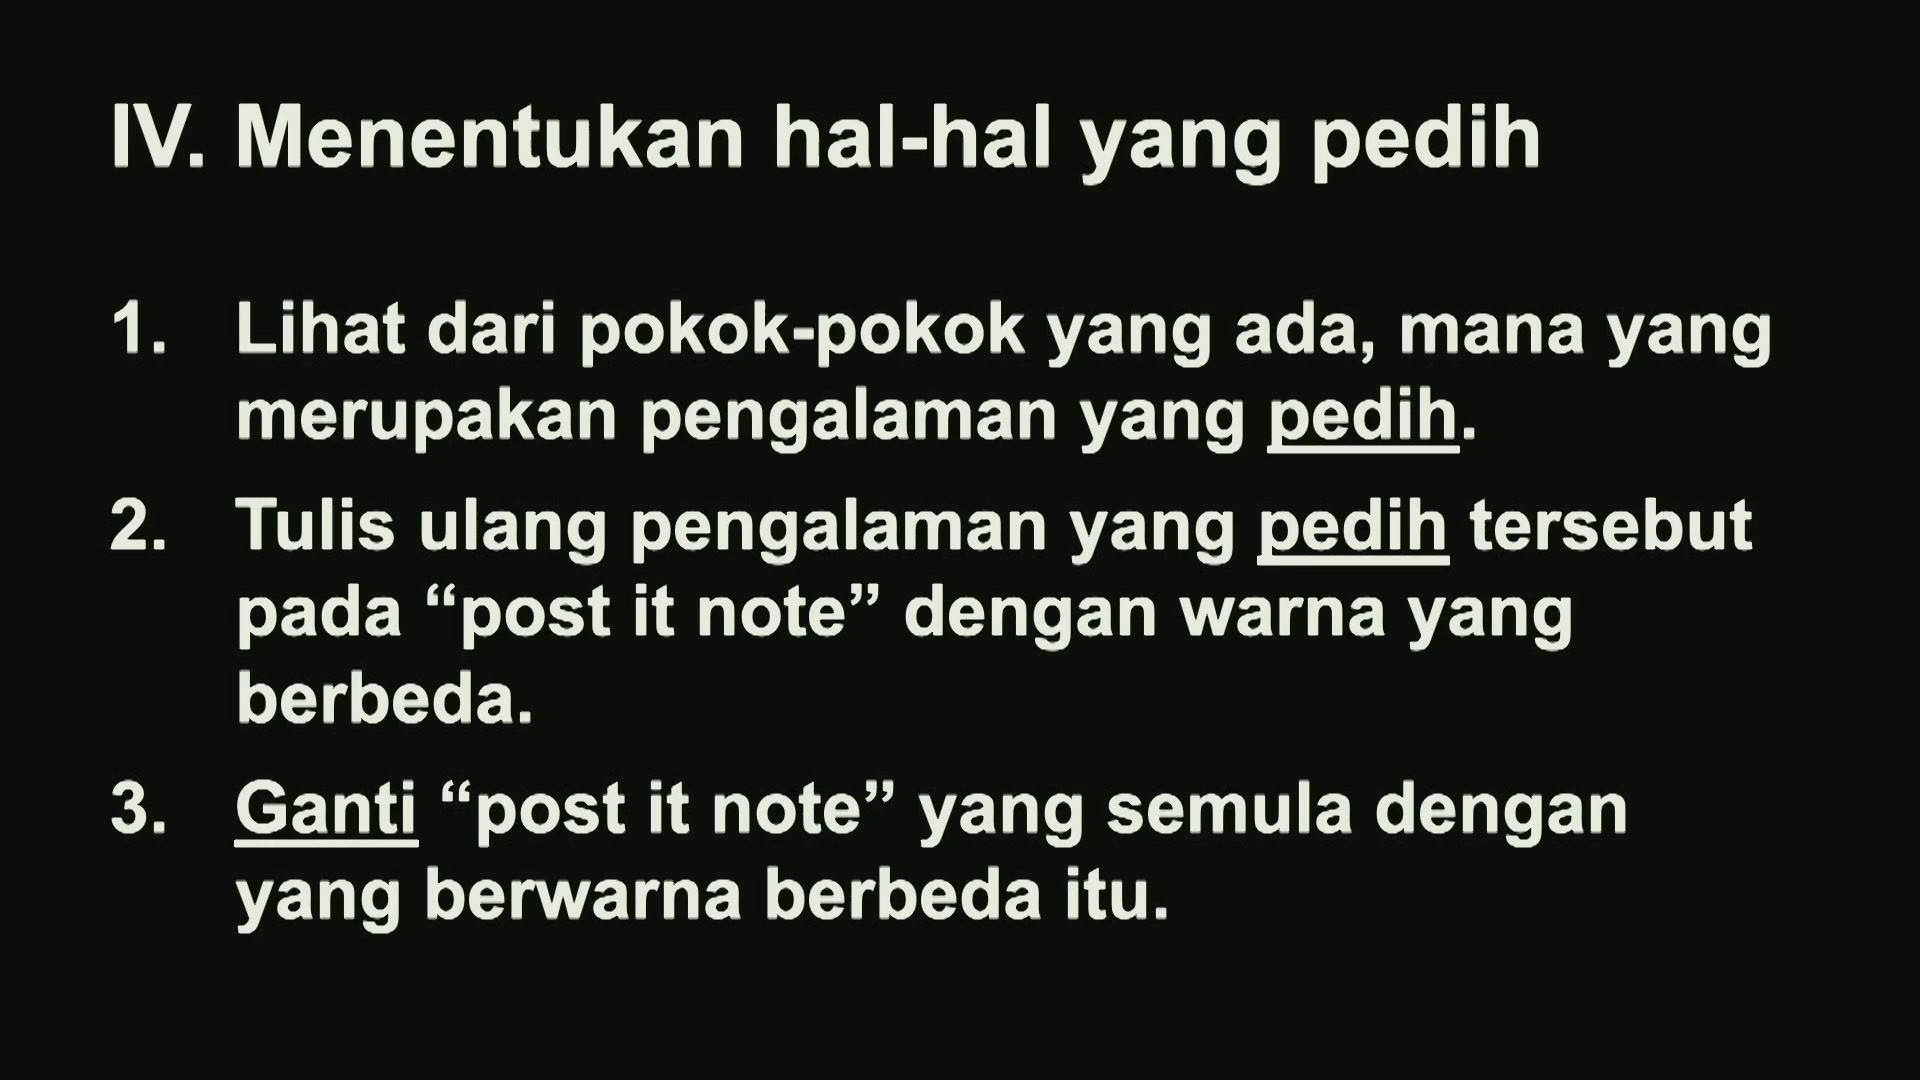 IV. Menentukan hal-hal yang pedih
1. Lihat dari pokok-pokok yang ada, mana yang
merupakan pengalaman yang pedih.
2. Tulis ulang pengalaman yang pedih tersebut
pada “post it note” dengan warna yang
berbeda.
3. Ganti “post it note” yang semula dengan
yang berwarna berbeda itu.